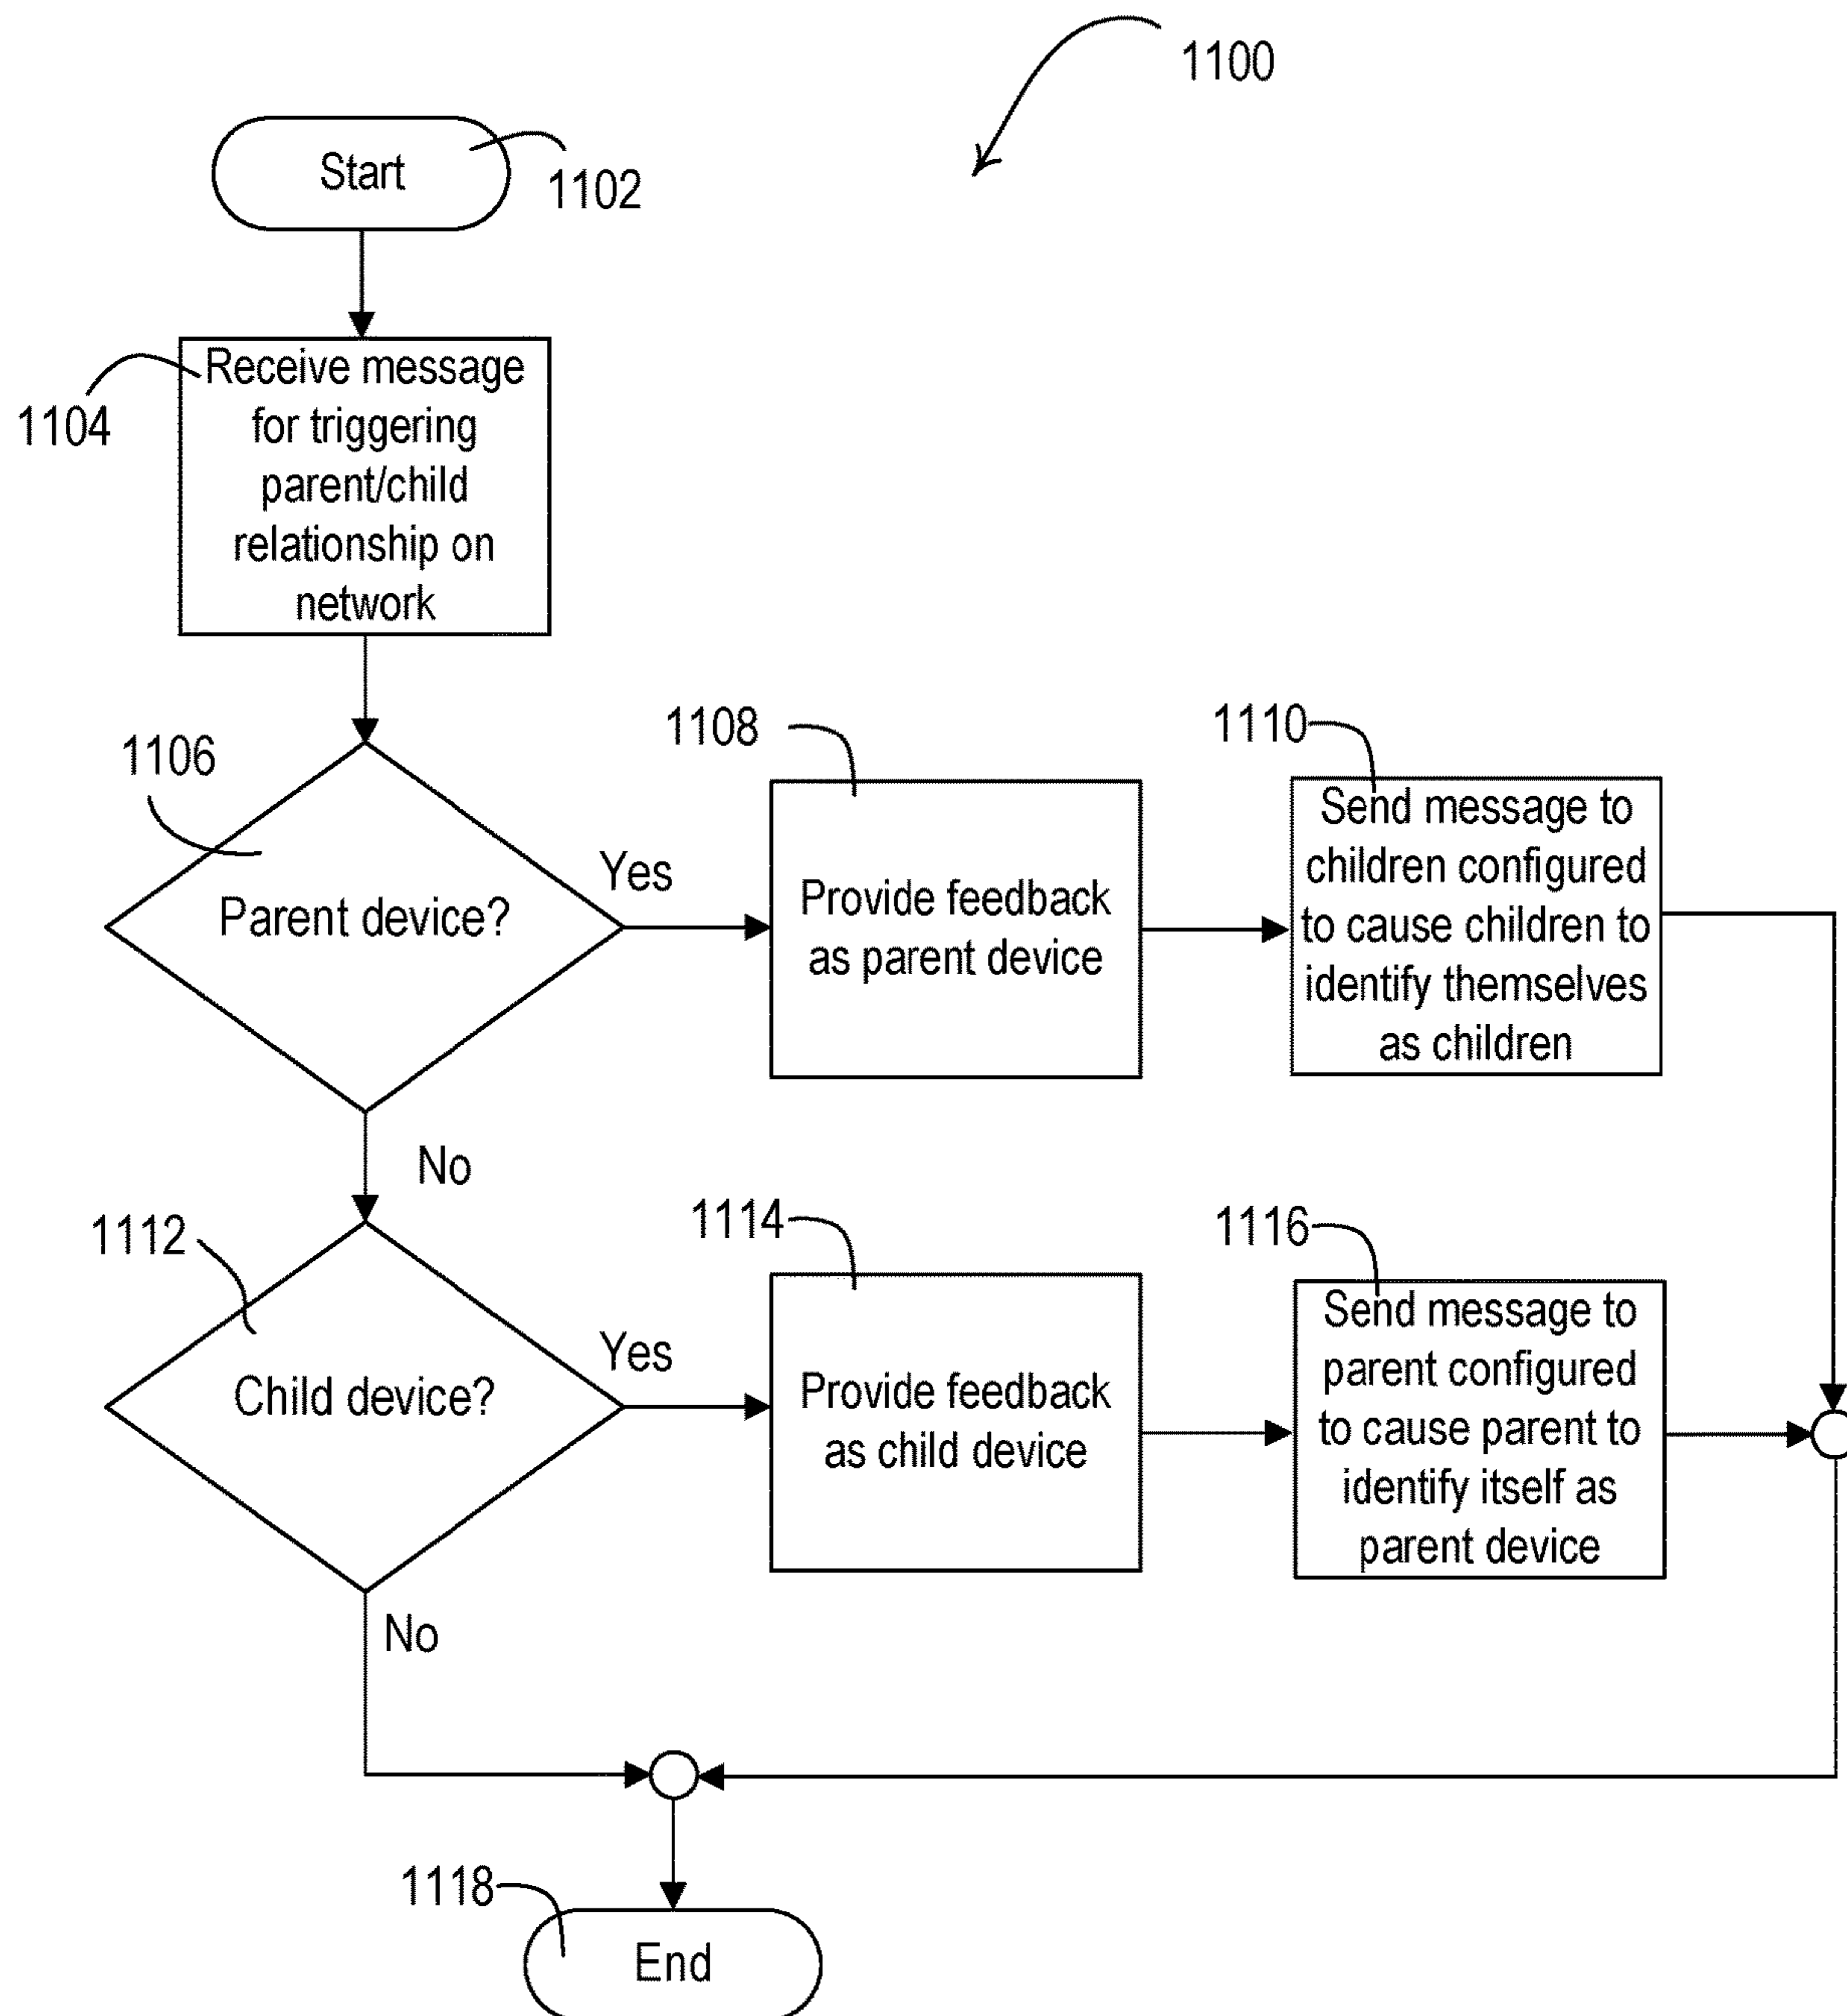 1100
Start
1102
1104
Receive message
for triggering
parent/child
relationship on
network
1106
Parent device?
Yes
1108
Provide feedback
as parent device
1110
Send message to
children configured
to cause children to
identify themselves
as children
No
1112
Child device?
Yes
1114
Provide feedback
as child device
1116
Send message to
parent configured
to cause parent to
identify itself as
parent device
No
1118
End